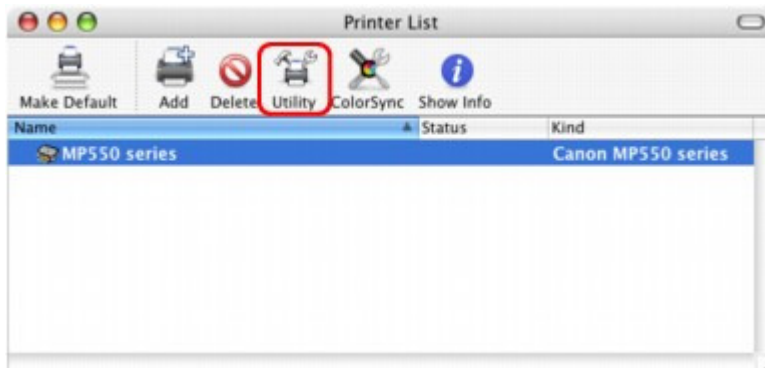 Printer List
Make Default Add Delete Utility ColorSync Show Info
Name Status Kind
MP550 series Canon MP550 series